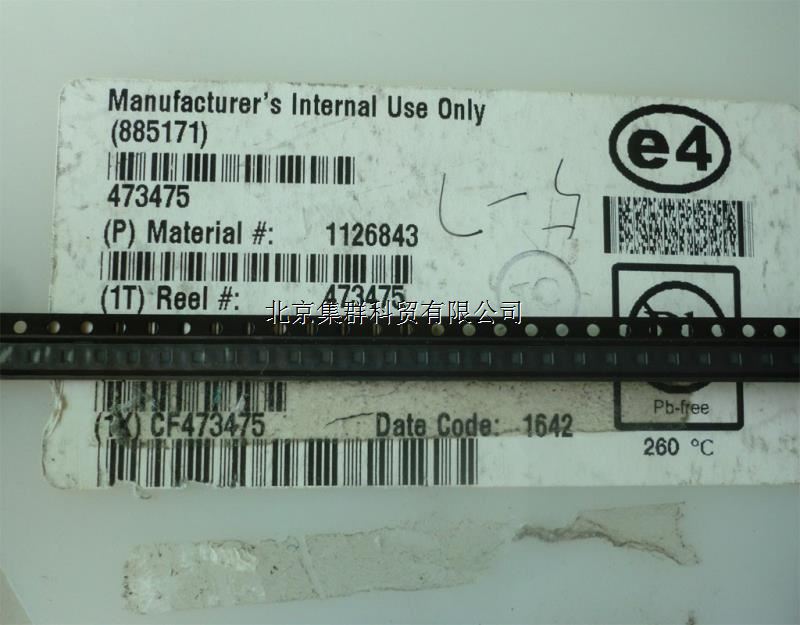 Manufacturer's Internal Use Only
(885171)
e4
473475
(P) Material #: 1126843
(1T) Reel #: 473475
北京集群科贸有限公司
Pb-free
CF473475 Date Code: 1642
260 °C